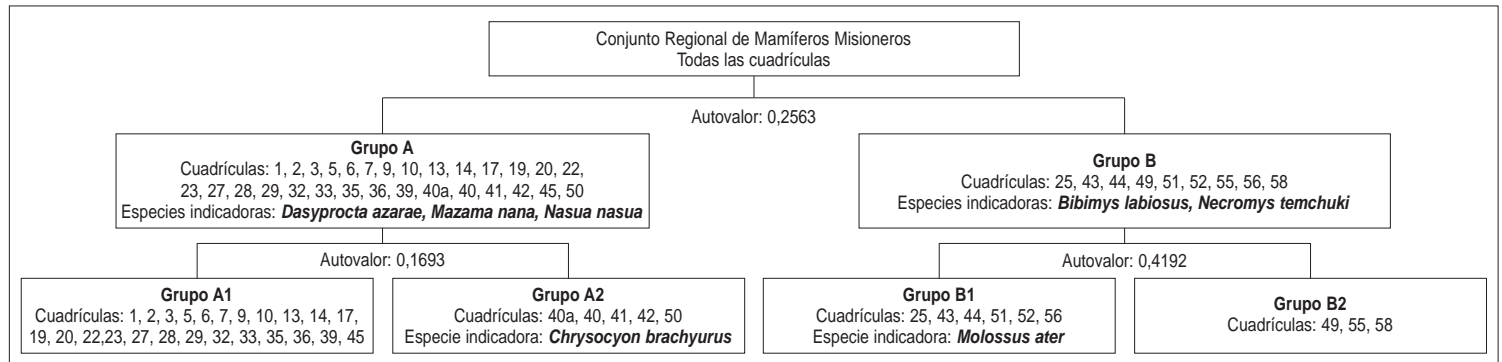 Conjunto Regional de Mamíferos Misioneros
Todas las cuadrículas
Autovalor: 0,2563
Grupo A
Cuadrículas: 1, 2, 3, 5, 6, 7, 9, 10, 13, 14, 17, 19, 20, 22,
23, 27, 28, 29, 32, 33, 35, 36, 39, 40a, 40, 41, 42, 45, 50
Especies indicadoras: Dasyprocta azarae, Mazama nana, Nasua nasua
Grupo B
Cuadrículas: 25, 43, 44, 49, 51, 52, 55, 56, 58
Especies indicadoras: Bibimys labiosus, Necromys temchuki
Autovalor: 0,1693
Autovalor: 0,4192
Grupo A1
Cuadrículas: 1, 2, 3, 5, 6, 7, 9, 10, 13, 14, 17,
19, 20, 22,23, 27, 28, 29, 32, 33, 35, 36, 39, 45
Grupo A2
Cuadrículas: 40a, 40, 41, 42, 50
Especie indicadora: Chrysocyon brachyurus
Grupo B1
Cuadrículas: 25, 43, 44, 51, 52, 56
Especie indicadora: Molossus ater
Grupo B2
Cuadrículas: 49, 55, 58